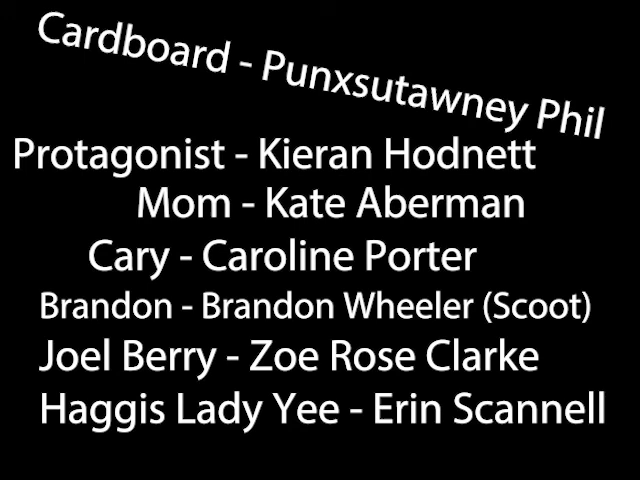 Cardboard - Punxsutawney Phil
Protagonist - Kieran Hodnett
Mom - Kate Aberman
Cary - Caroline Porter
Brandon - Brandon Wheeler (Scoot)
Joel Berry - Zoe Rose Clarke
Haggis Lady Yee - Erin Scannell